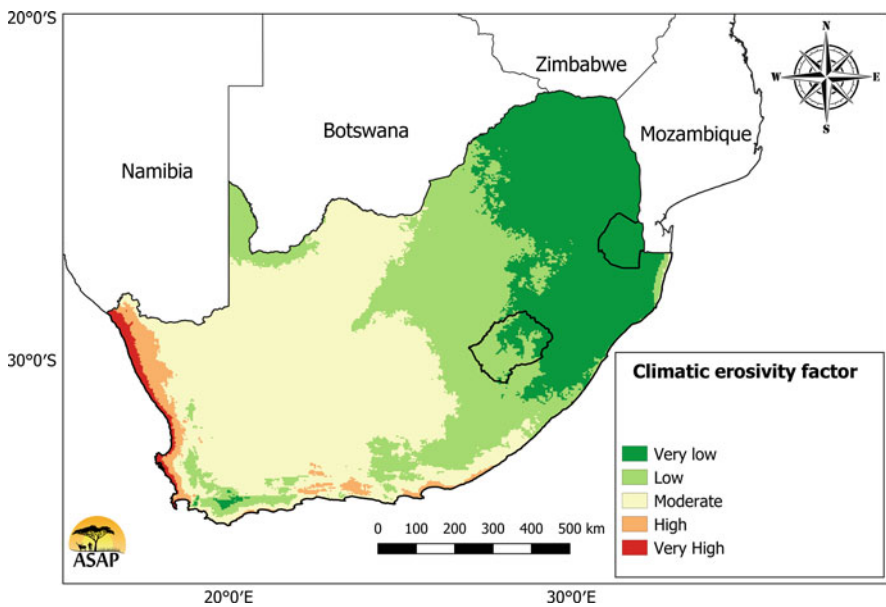 20°0'S
Zimbabwe
N
W E
S
Botswana
Mozambique
Namibia
30°0'S
Climatic erosivity factor
Very low
Low
Moderate
High
Very High
0 100 200 300 400 500 km
ASAP
20°0'E
30°0'E